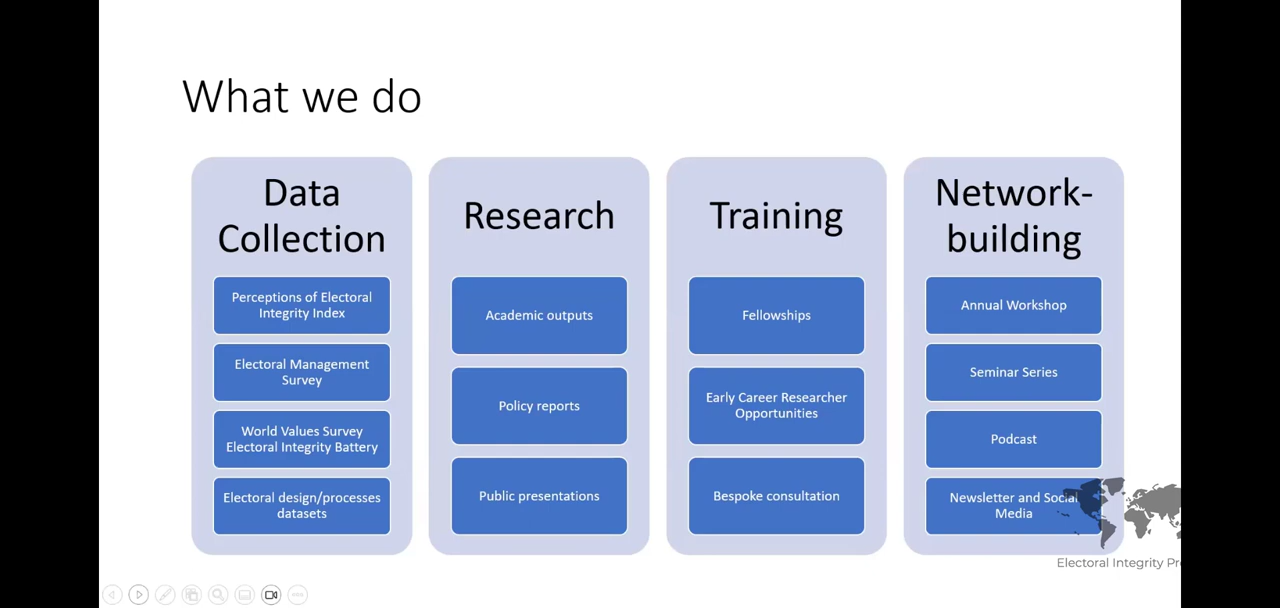 What we do
Data
Collection
Perceptions of Electoral
Integrity Index
Electoral Management
Survey
World Values Survey
Electoral Integrity Battery
Electoral design/processes
datasets
Research
Academic outputs
Policy reports
Public presentations
Training
Fellowships
Early Career Researcher
Opportunities
Bespoke consultation
Network-
building
Annual Workshop
Seminar Series
Podcast
Newsletter and Social
Media
Electoral Integrity Pr